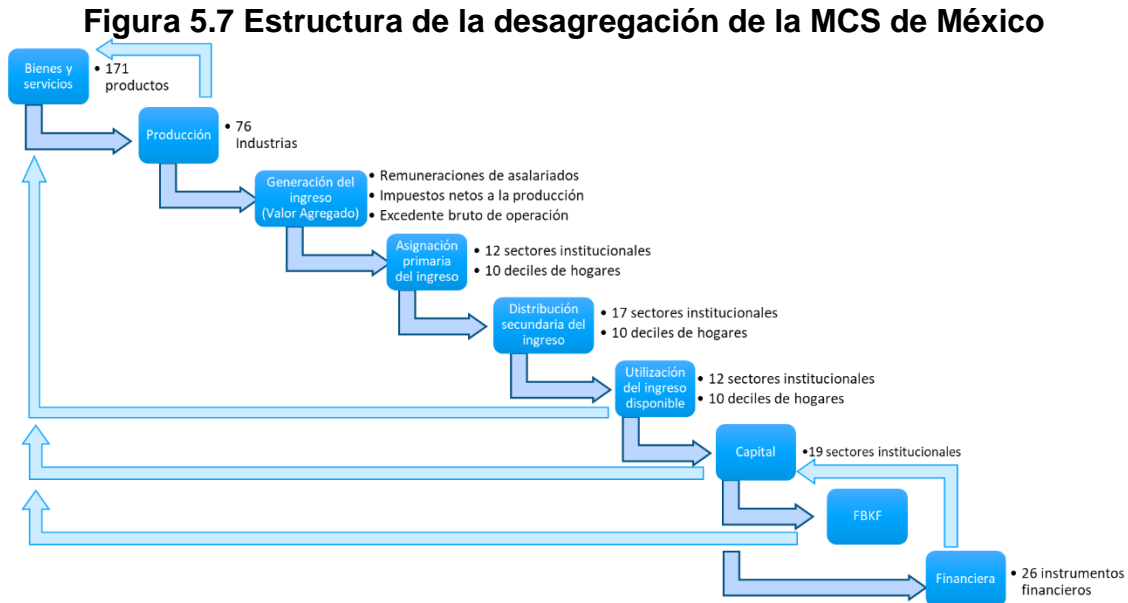 Figura 5.7 Estructura de la desagregación de la MCS de México
Bienes y
servicios
• 171
productos
Producción
• 76
Industrias
Generación del
ingreso
(Valor Agregado)
• Remuneraciones de asalariados
• Impuestos netos a la producción
• Excedente bruto de operación
Asignación
primaria
del ingreso
• 12 sectores institucionales
• 10 deciles de hogares
Distribución
secundaria del
ingreso
• 17 sectores institucionales
• 10 deciles de hogares
Utilización
del ingreso
disponible
• 12 sectores institucionales
• 10 deciles de hogares
Capital
•19 sectores institucionales
FBKF
Financiera
• 26 instrumentos
financieros